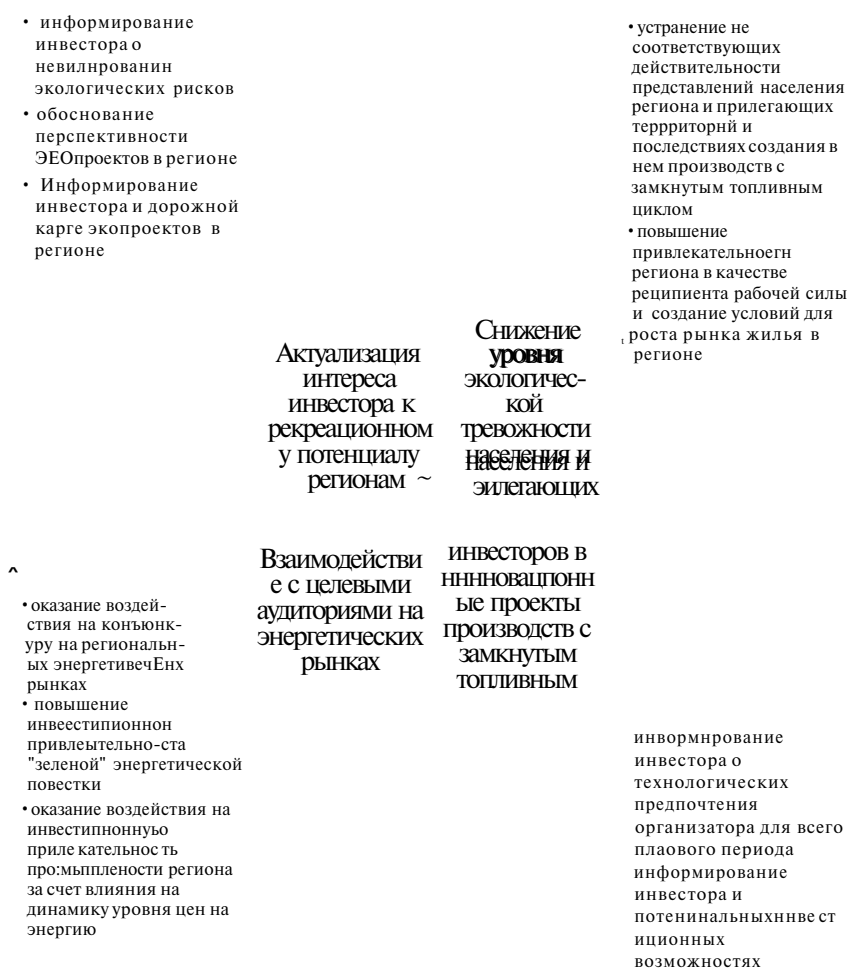 • информирование
инвестора о
невилнрованин
экологических рисков
• обоснование
перспективности
ЭЕОпроектов в регионе
• Информирование
инвестора и дорожной
карге экопроектов в
регионе
• устранение не
соответствующих
действительности
представлений населения
региона и прилегающих
террриторнй и
последствиях создания в
нем производств с
замкнутым топливным
циклом
• повышение
привлекательноегн
региона в качестве
реципиента рабочей силы
и создание условий для
роста рынка жилья в
регионе
Актуализация
интереса
инвестора к
рекреационном
у потенциалу
регионам ~
Снижение
уровня
экологичес-
кой
тревожности
населения и
населения и
эилегающих
Взаимодействи
е с целевыми
аудиториями на
энергетических
рынках
инвесторов в
нннновацпонн
ые проекты
производств с
замкнутым
топливным
^
• оказание воздей-
ствия на конъюнк-
уру на региональн-
ых энергетивечЕнх
рынках
• повышение
инвеестипионнон
привлеытельно-ста
"зеленой" энергетической
повестки
• оказание воздействия на
инвестипнонную
приле кательнос ть
про:мыпплености региона
за счет влияния на
динамику уровня цен на
энергию
инвормнрование
инвестора о
технологических
предпочтения
организатора для всего
плаового периода
информирование
инвестора и
потенинальныхннве ст
иционных
возможностях